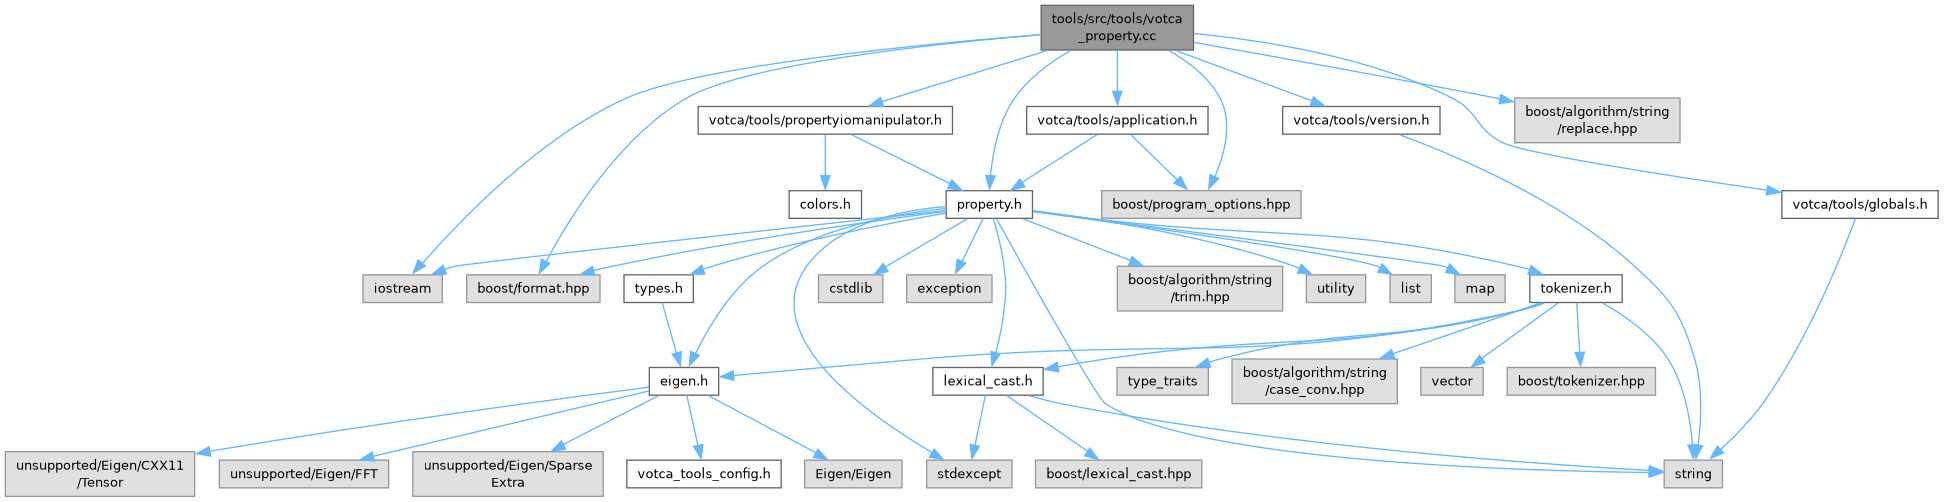 tools/src/tools/votca
_property.cc
boost/algorithm/string
/replace.hpp
votca/tools/propertyiomanipulator.h
votca/tools/application.h
votca/tools/version.h
colors.h
property.h
boost/program_options.hpp
votca/tools/globals.h
iostream
boost/format.hpp
types.h
cstdlib
exception
boost/algorithm/string
/trim.hpp
utility
list
map
tokenizer.h
eigen.h
lexical_cast.h
type_traits
boost/algorithm/string
/case_conv.hpp
vector
boost/tokenizer.hpp
unsupported/Eigen/CXX11
/Tensor
unsupported/Eigen/FFT
unsupported/Eigen/Sparse
Extra
votca_tools_config.h
Eigen/Eigen
stdexcept
boost/lexical_cast.hpp
string